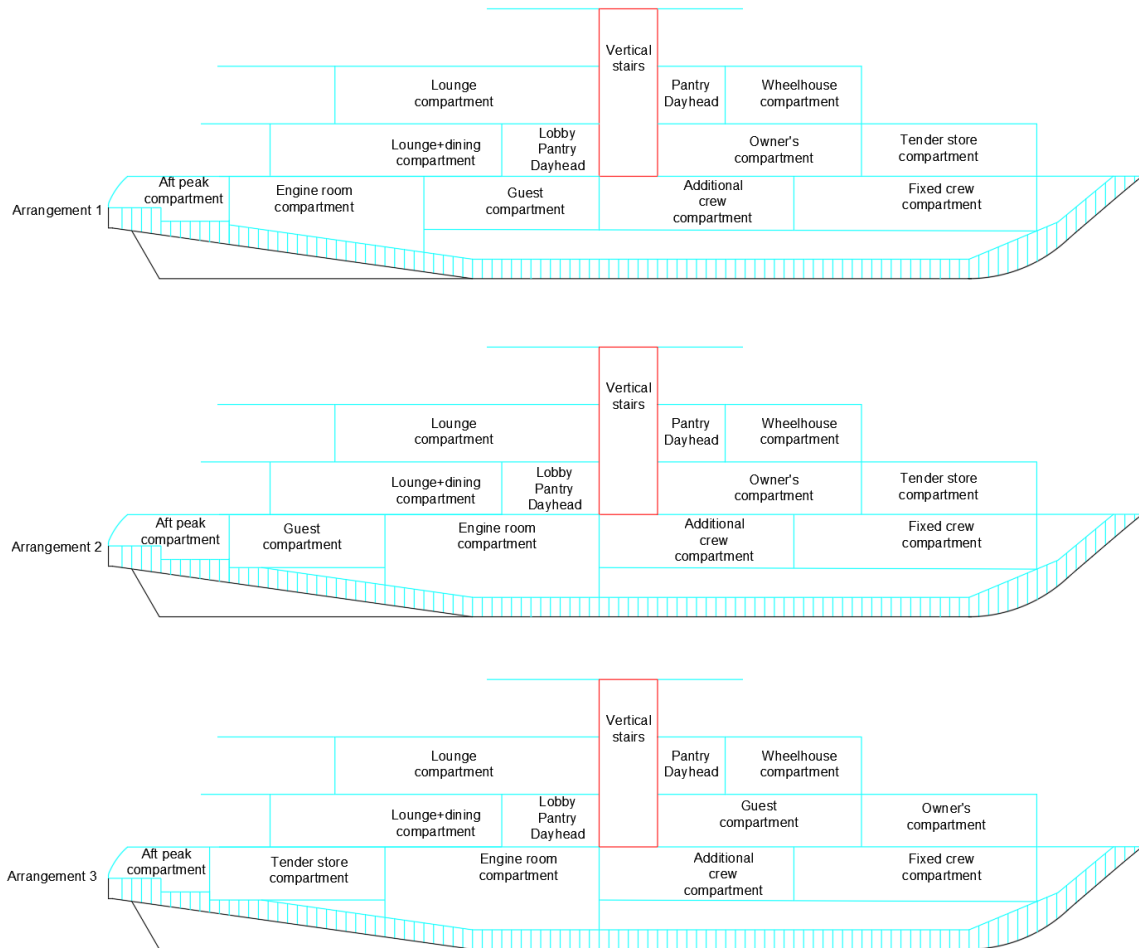 Vertical
stairs
Lounge
compartment
Pantry
Dayhead
Wheelhouse
compartment
Lounge+dining
compartment
Lobby
Pantry
Dayhead
Owner's
compartment
Tender store
compartment
Arrangement 1
Aft peak
compartment
Engine room
compartment
Guest
compartment
Additional
crew
compartment
Fixed crew
compartment
Vertical
stairs
Lounge
compartment
Pantry
Dayhead
Wheelhouse
compartment
Lounge+dining
compartment
Lobby
Pantry
Dayhead
Owner's
compartment
Tender store
compartment
Arrangement 2
Aft peak
compartment
Guest
compartment
Engine room
compartment
Additional
crew
compartment
Fixed crew
compartment
Vertical
stairs
Lounge
compartment
Pantry
Dayhead
Wheelhouse
compartment
Lounge+dining
compartment
Lobby
Pantry
Dayhead
Guest
compartment
Owner's
compartment
Arrangement 3
Aft peak
compartment
Tender store
compartment
Engine room
compartment
Additional
crew
compartment
Fixed crew
compartment